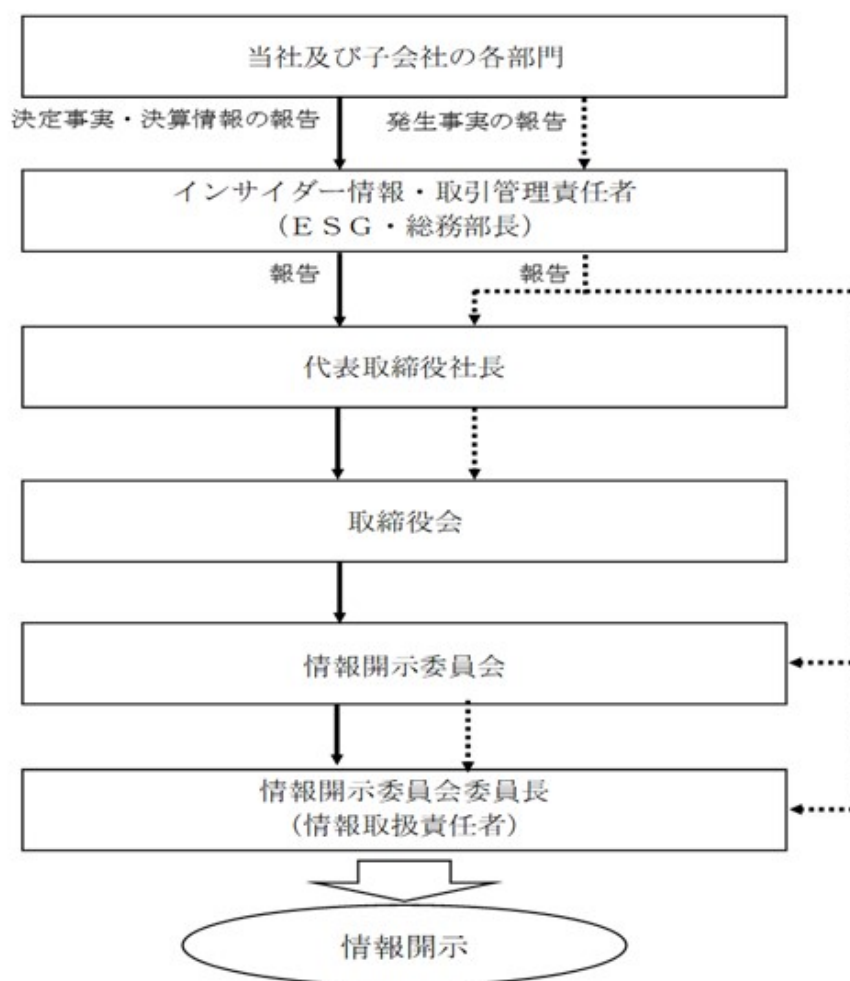 当社及び子会社の各部門
決定事実・決算情報の報告
発生事実の報告
インサイダー情報・取引管理責任者
(ESG・総務部長)
報告
報告
代表取締役社長
取締役会
情報開示委員会
情報開示委員会委員長
(情報取扱責任者)
情報開示